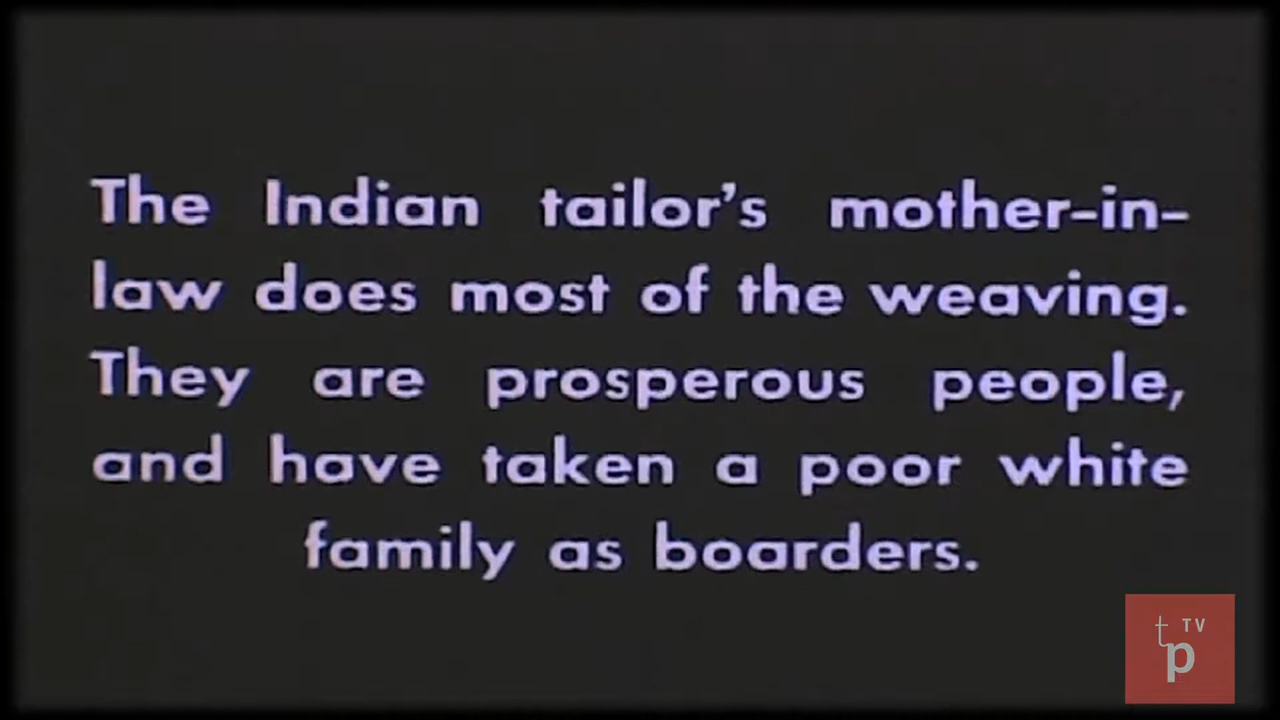 The Indian tailor's mother-in-
law does most of the weaving.
They are prosperous people,
and have taken a poor white
family as boarders.
tp TV